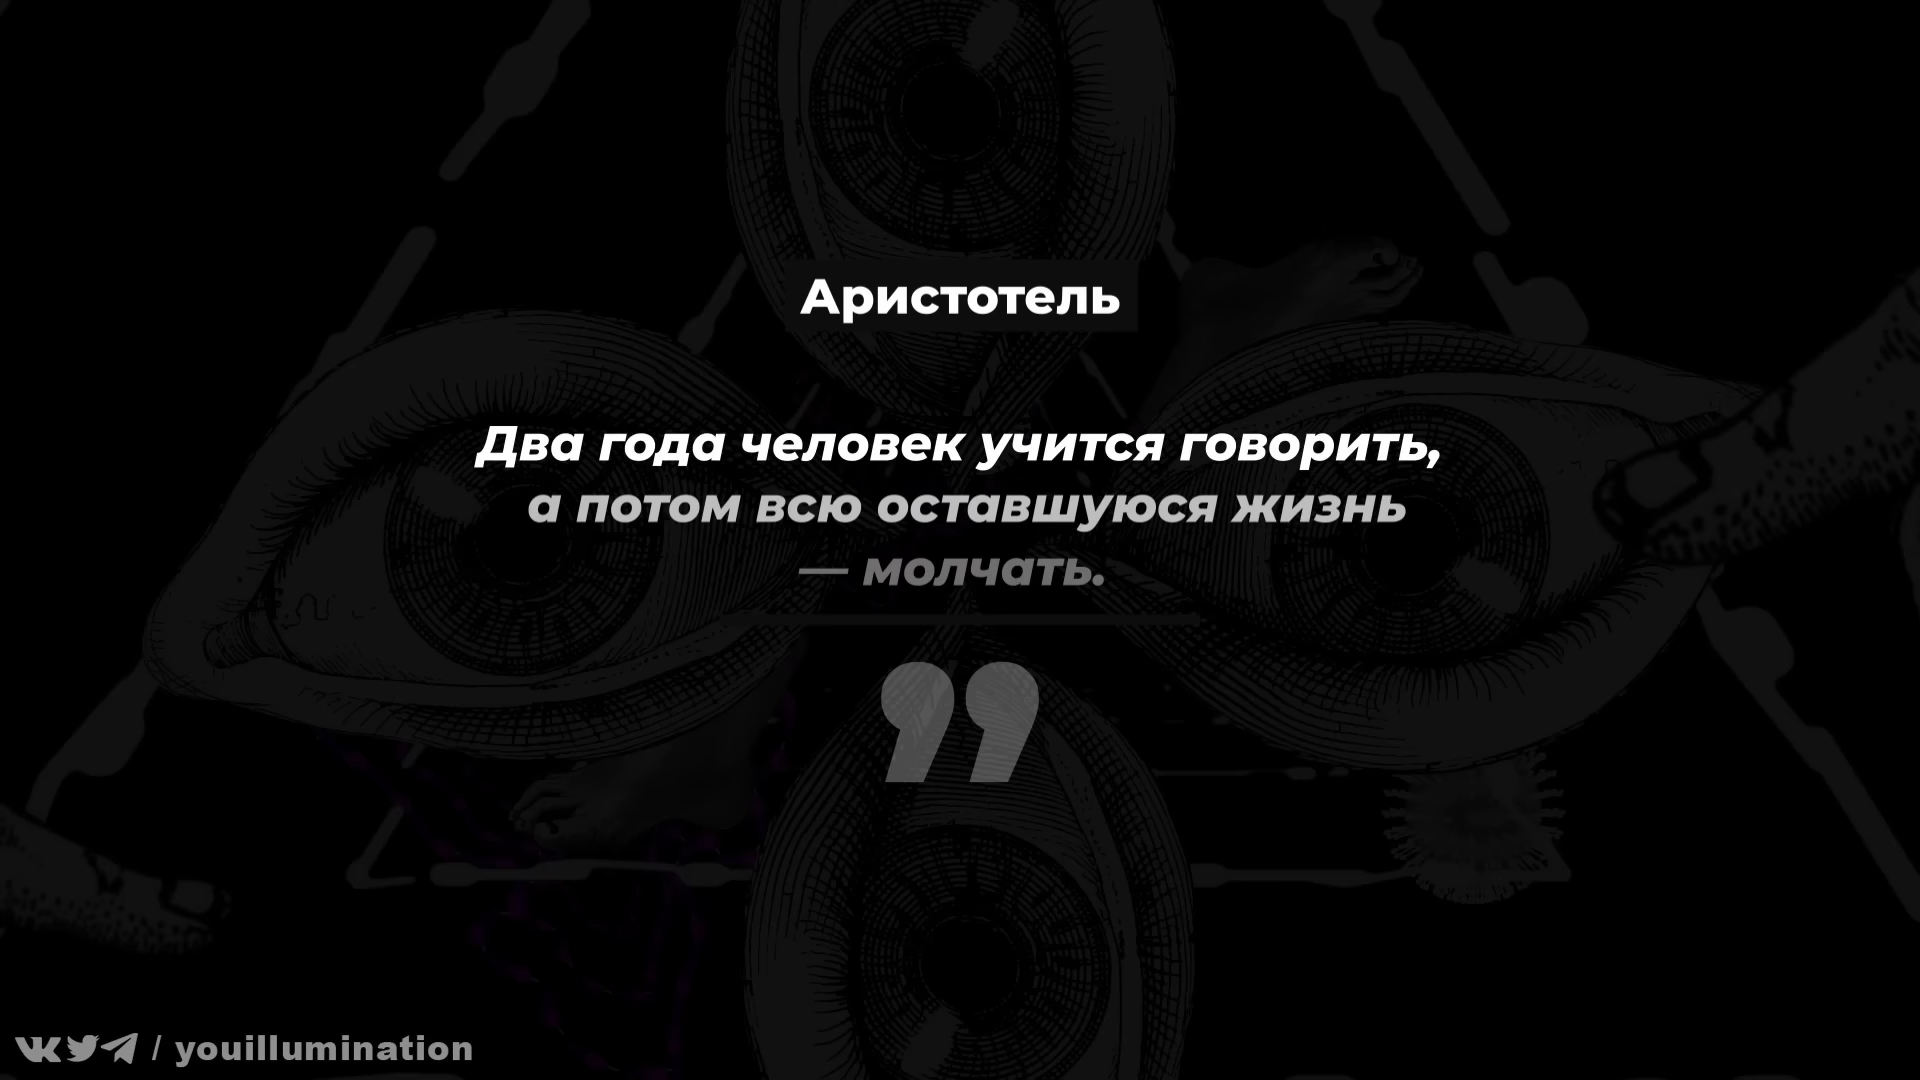 Аристотель
Два года человек учится говорить,
а потом всю оставшуюся жизнь
— молчать.
/ youillumination